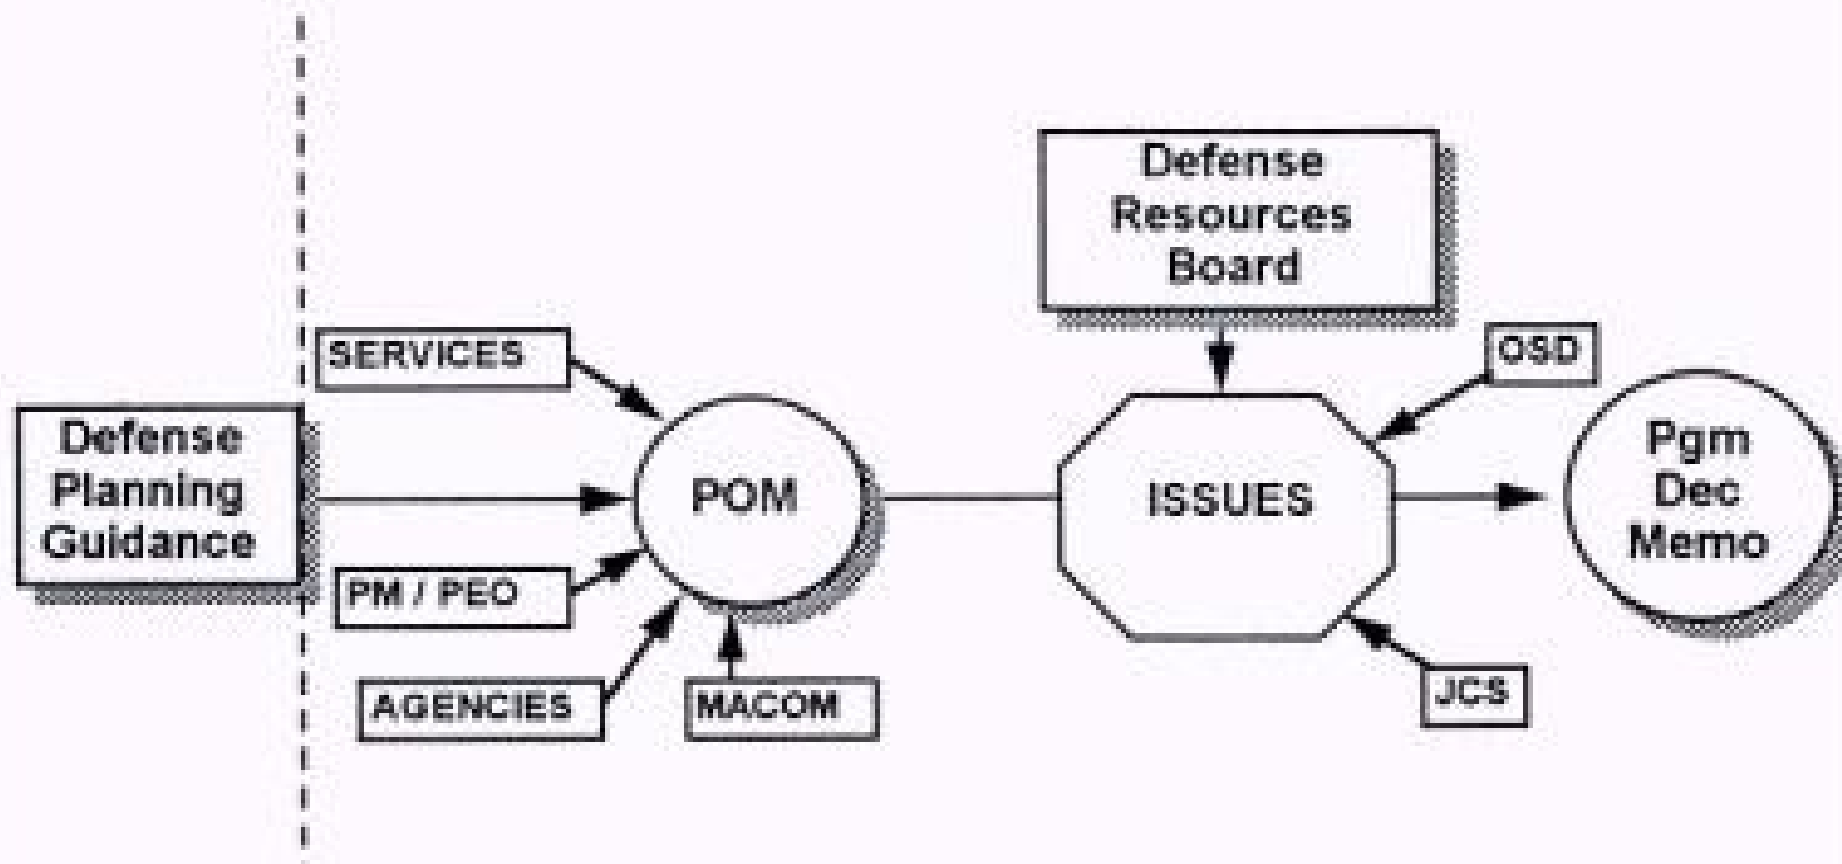 Defense
Resources
Board
SERVICES
OSD
Defense
Planning
Guidance
POM
ISSUES
Pgm
Dec
Memo
PM / PEO
AGENCIES
MACOM
JCS